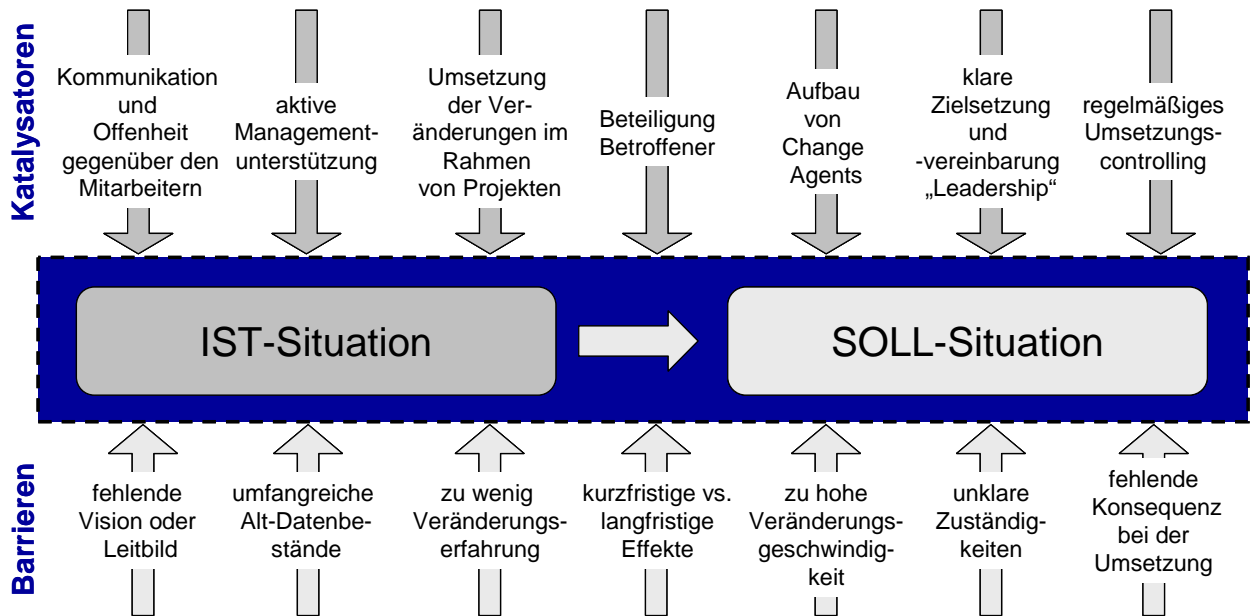 Katalysatoren
Kommunikation
und
Offenheit
gegenüber den
Mitarbeitern
aktive
Management-
unterstützung
Umsetzung
der Ver-
änderungen im
Rahmen
von Projekten
Beteiligung
Betroffener
Aufbau
von
Change
Agents
klare
Zielsetzung
und
-vereinbarung
„Leadership“
regelmäßiges
Umsetzungs-
controlling
IST-Situation
SOLL-Situation
Barrieren
fehlende
Vision oder
Leitbild
umfangreiche
Alt-Datenbe-
stände
zu wenig
Veränderungs-
erfahrung
kurzfristige vs.
langfristige
Effekte
zu hohe
Veränderungs-
geschwindig-
keit
unklare
Zuständig-
keiten
fehlende
Konsequenz
bei der
Umsetzung